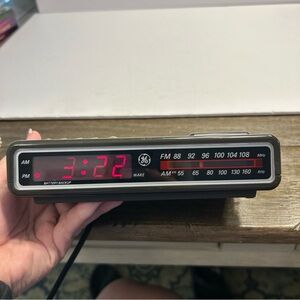 AM
PM
3:22
BATTERY BACKUP
WAKE
GE
FM 88 92 96 100 104 108 MHz
AM 55 65 80 100 130 160 kHz